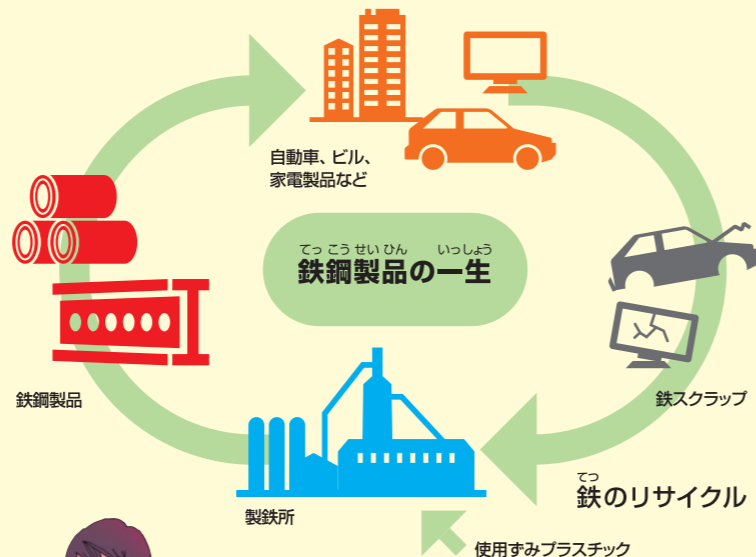 自動車、ビル、
家電製品など
てっこうせいひん いっしょう
鉄鋼製品の一生
鉄鋼製品
鉄スクラップ
てつ
鉄のリサイクル
製鉄所
使用ずみプラスチック